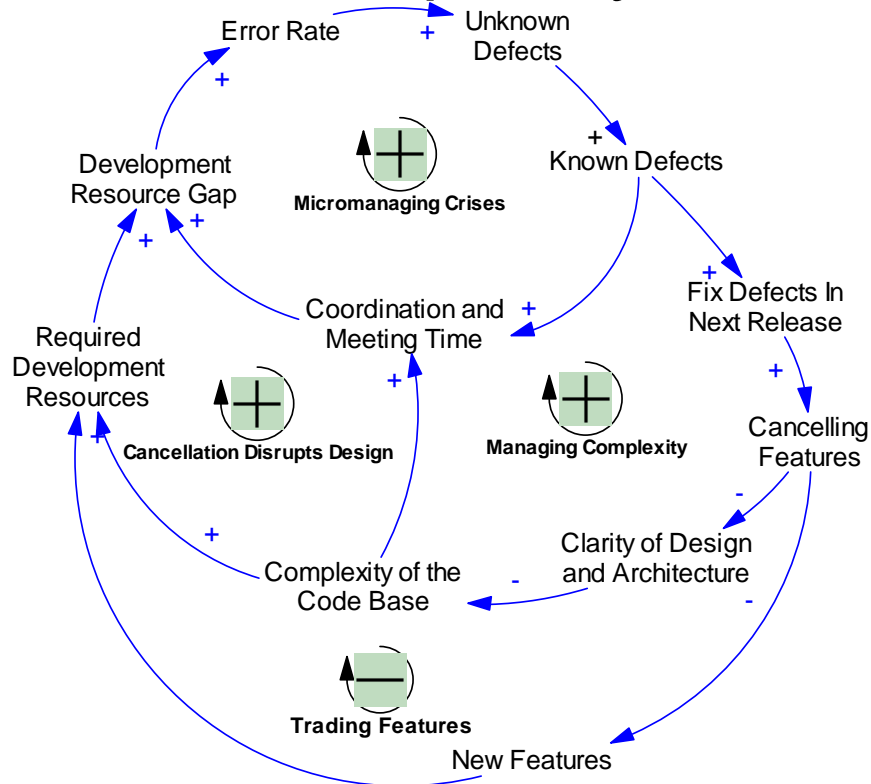 Error Rate
+
+
Unknown
Defects
+
Known Defects
Development
Resource Gap
+
+
Micromanaging Crises
+
Fix Defects In
Next Release
+
Coordination and
Meeting Time
+
Required
Development
Resources
+
+
Cancellation Disrupts Design
Managing Complexity
Cancelling
Features
+
-
-
Clarity of Design
and Architecture
-
+
Complexity of the
Code Base
Trading Features
New Features